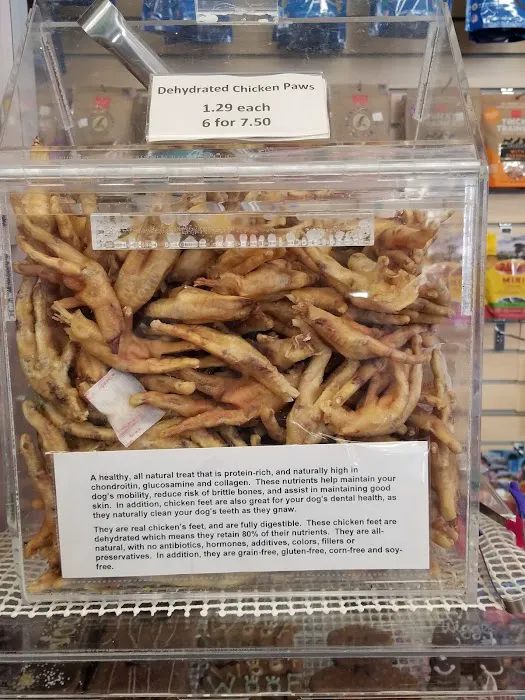 Dehydrated Chicken Paws
1.29 each
6 for 7.50
MINI
A healthy, all natural treat that is protein-rich, and naturally high in
chondroitin, glucosamine and collagen. These nutrients help maintain your
dog's mobility, reduce risk of brittle bones, and assist in maintaining good
skin. In addition, chicken feet are also great for your dog's dental health, as
they naturally clean your dog's teeth as they gnaw.
They are real chicken's feet, and are fully digestible. These chicken feet are
dehydrated which means they retain 80% of their nutrients. They are all-
natural, with no antibiotics, hormones, additives, colors, fillers or
preservatives. In addition, they are grain-free, gluten-free, corn-free and soy-
free.